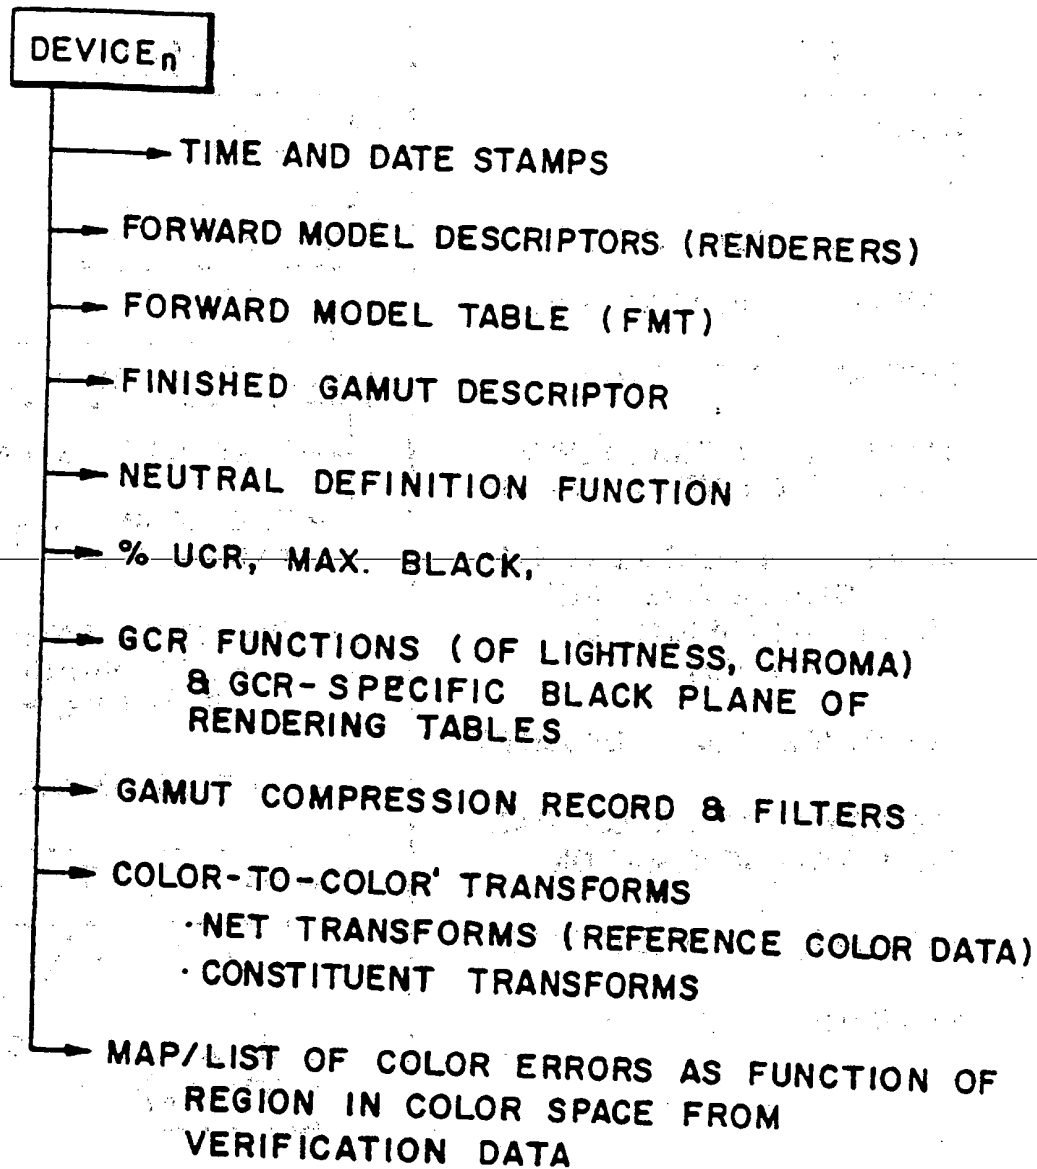 DEVICEn
TIME AND DATE STAMPS
FORWARD MODEL DESCRIPTORS (RENDERERS)
FORWARD MODEL TABLE (FMT)
FINISHED GAMUT DESCRIPTOR
NEUTRAL DEFINITION FUNCTION
% UCR, MAX. BLACK,
GCR FUNCTIONS (OF LIGHTNESS, CHROMA)
& GCR-SPECIFIC BLACK PLANE OF
RENDERING TABLES
GAMUT COMPRESSION RECORD & FILTERS
COLOR-TO-COLOR' TRANSFORMS
·NET TRANSFORMS (REFERENCE COLOR DATA)
·CONSTITUENT TRANSFORMS
MAP/LIST OF COLOR ERRORS AS FUNCTION OF
REGION IN COLOR SPACE FROM
VERIFICATION DATA